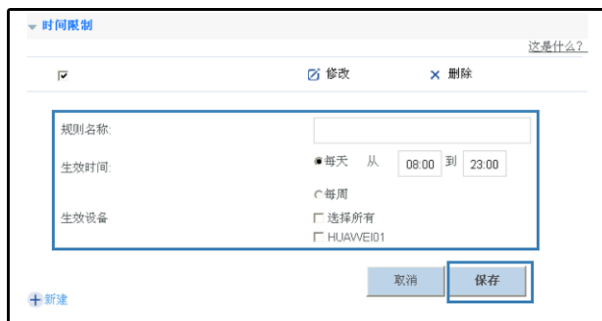 时间限制
这是什么?
修改 删除
规则名称:
生效时间: 每天 从 08:00 到 23:00
每周
生效设备 选择所有
HUAWEI01
取消 保存
新建